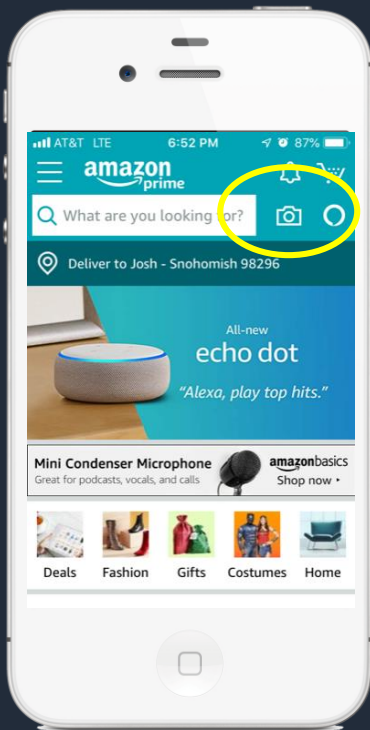 AT&T LTE 6:52 PM 87%
amazon
prime
What are you looking for?
Deliver to Josh - Snohomish 98296
All-new
echo dot
“Alexa, play top hits.”
Mini Condenser Microphone
Great for podcasts, vocals, and calls
amazonbasics
Shop now
Deals Fashion Gifts Costumes Home